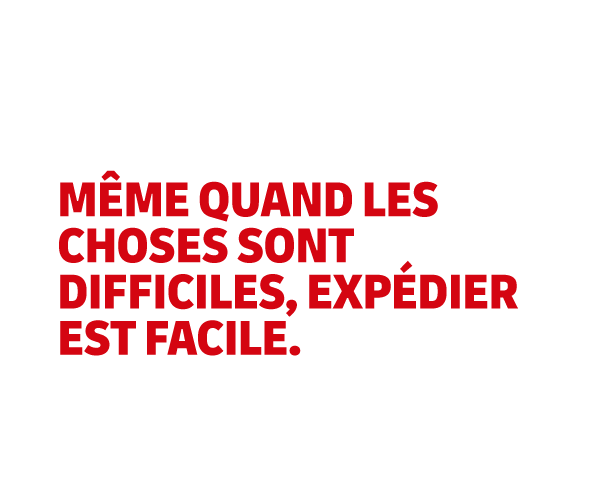 MÊME QUAND LES
CHOSES SONT
DIFFICILES, EXPÉDIER
EST FACILE.